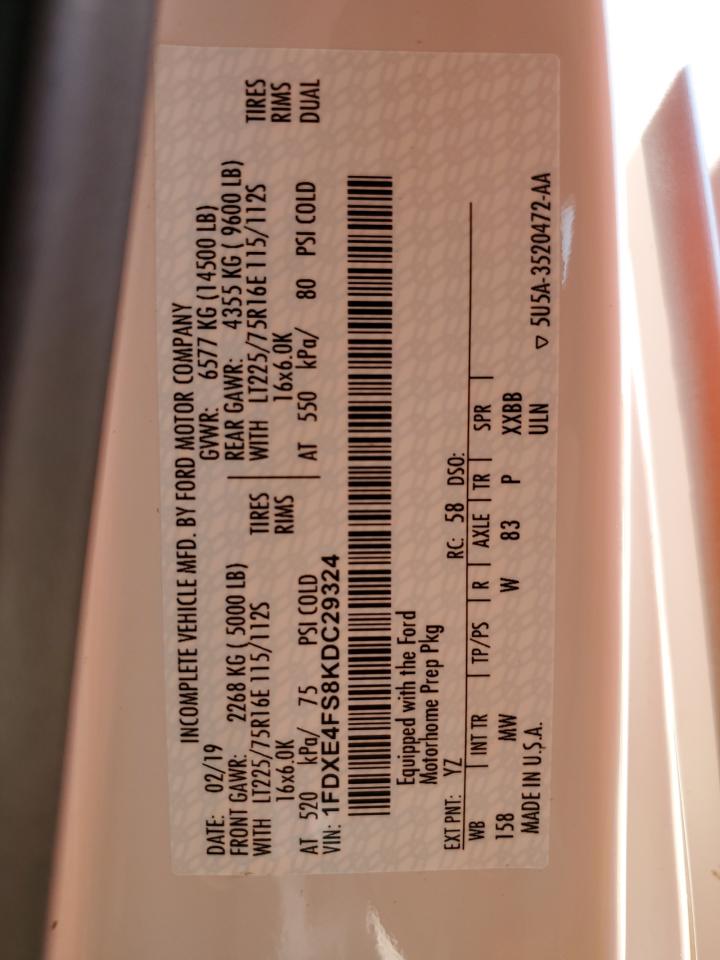 INCOMPLETE VEHICLE MFD. BY FORD MOTOR COMPANY
DATE: 02/19 GVWR: 6577 KG (14500 LB)
FRONT GAWR: 2268 KG ( 5000 LB) REAR GAWR: 4355 KG ( 9600 LB)
WITH LT225/75R16E 115/112S TIRES WITH LT225/75R16E 115/112S TIRES
16x6.0K RIMS 16x6.0K RIMS
AT 520 kPa/ 75 PSI COLD AT 550 kPa/ 80 PSI COLD DUAL
VIN: 1FDXE4FS8KDC29324
Equipped with the Ford
Motorhome Prep Pkg
EXT PNT: YZ RC: 58 DSO:
WB INT TR TP/PS R AXLE TR SPR
158 MW W 83 P XXBB
MADE IN U.S.A. ULN ▽ 5U5A-3520472-AA